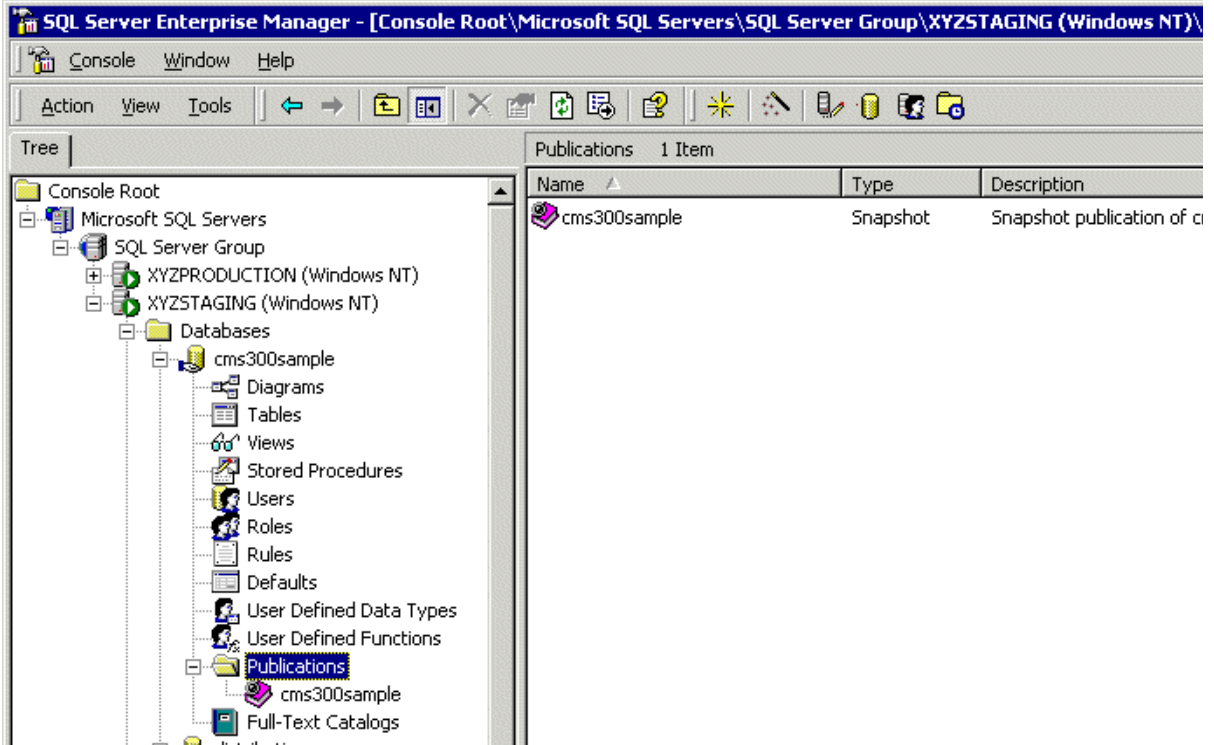 SQL Server Enterprise Manager - [Console Root\Microsoft SQL Servers\SQL Server Group\XYZSTAGING (Windows NT)\
Console Window Help
Action View Tools
Tree
Publications 1 Item
Console Root
Microsoft SQL Servers
SQL Server Group
XYZPRODUCTION (Windows NT)
XYZSTAGING (Windows NT)
Databases
cms300sample
Diagrams
Tables
Views
Stored Procedures
Users
Roles
Rules
Defaults
User Defined Data Types
User Defined Functions
Publications
cms300sample
Full-Text Catalogs
Name Type Description
cms300sample Snapshot Snapshot publication of